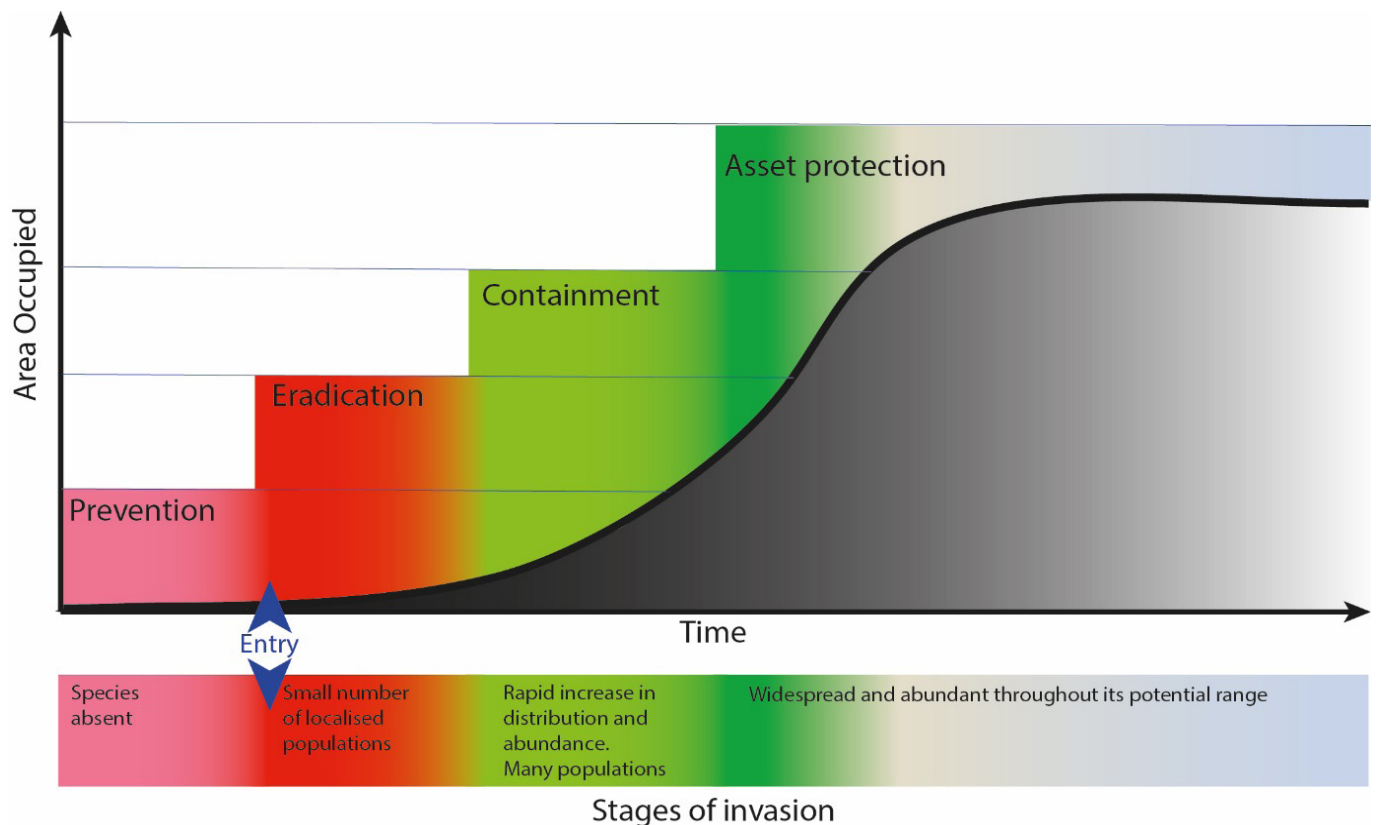 Asset protection
Area Occupied
Containment
Eradication
Prevention
Entry
Time
Species
absent
Small number
of localised
populations
Rapid increase in
distribution and
abundance.
Many populations
Widespread and abundant throughout its potential range
Stages of invasion